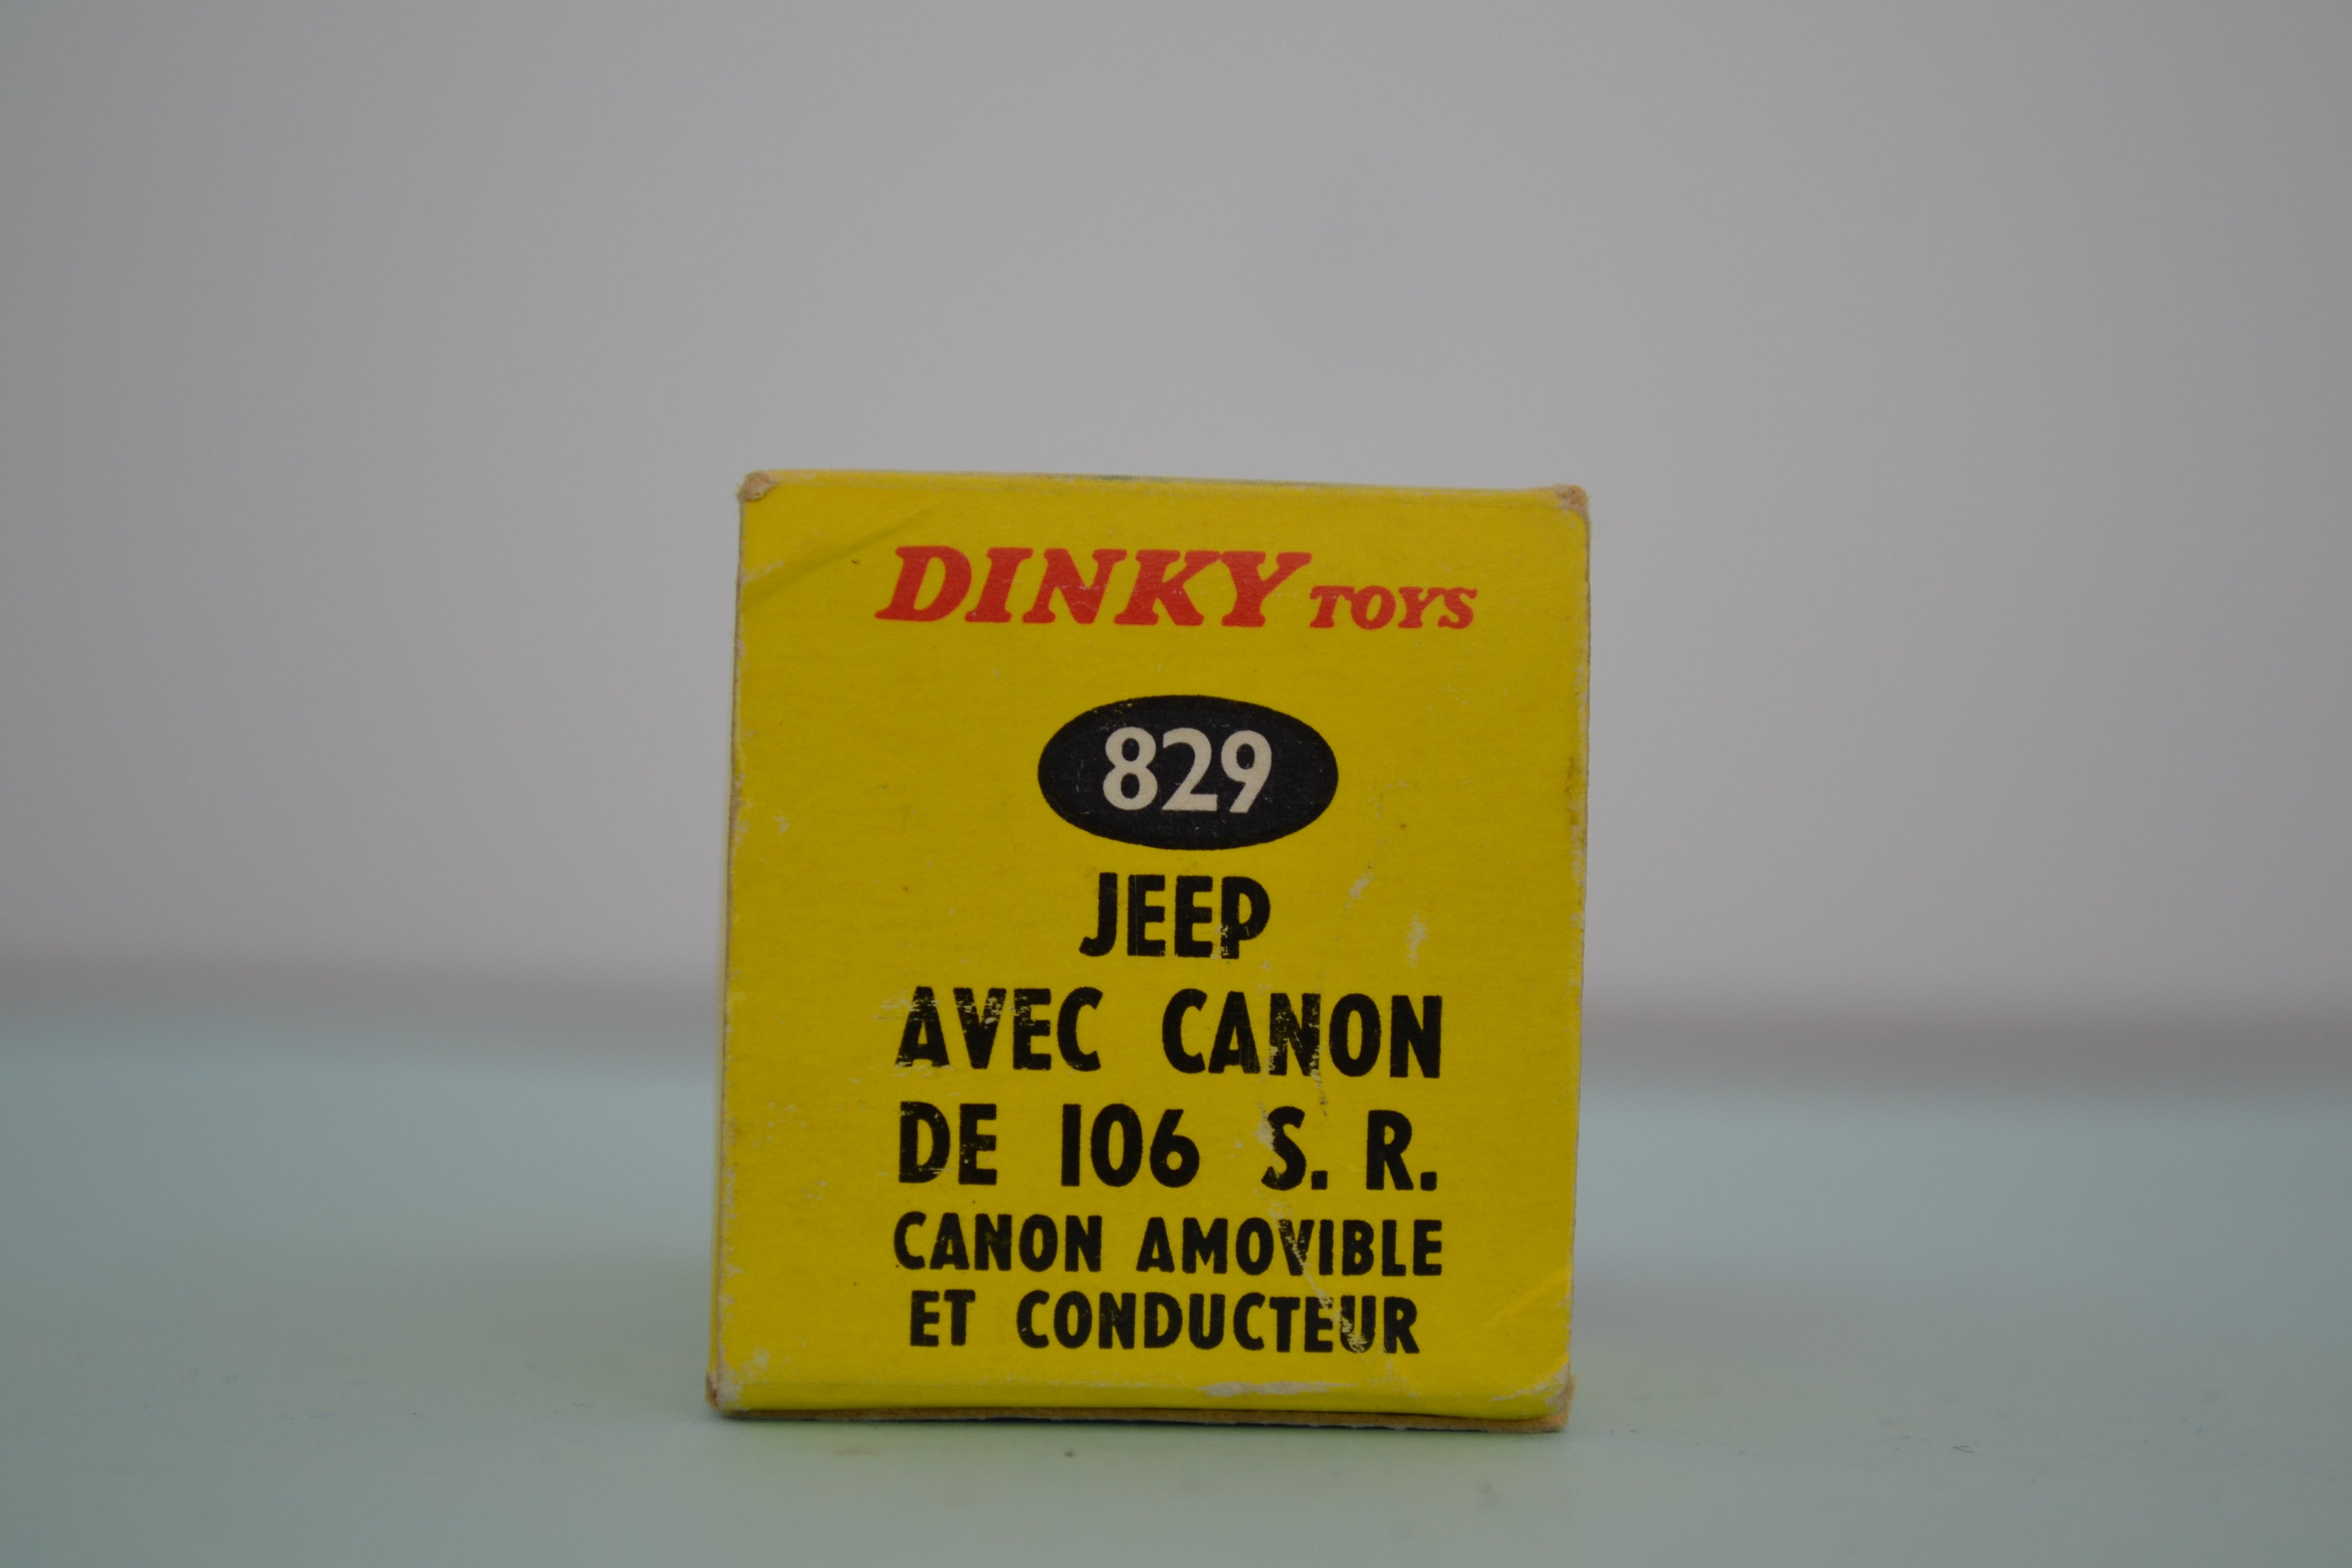 DINKY TOYS
829
JEEP
AVEC CANON
DE 106 S. R.
CANON AMOVIBLE
ET CONDUCTEUR